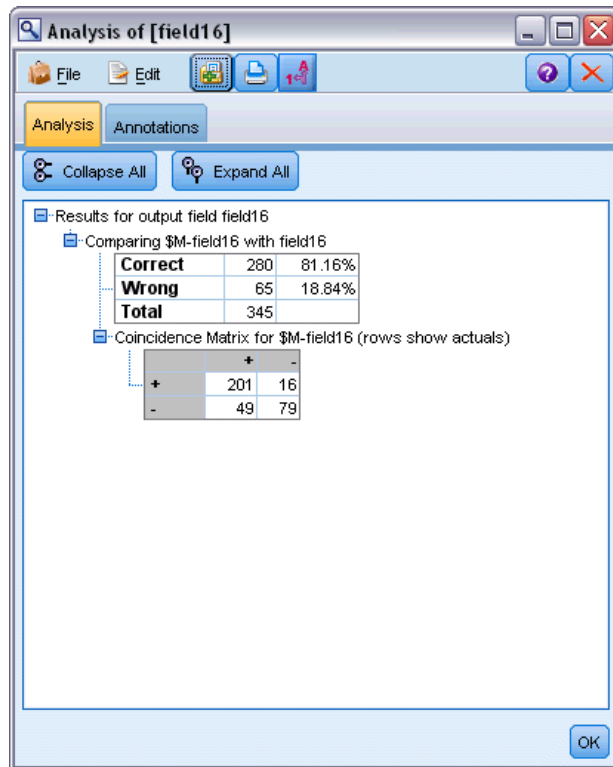 Analysis of [field16]
File Edit
Analysis Annotations
Collapse All Expand All
Results for output field field16
Comparing $M-field16 with field16
Correct 280 81.16%
Wrong 65 18.84%
Total 345
Coincidence Matrix for $M-field16 (rows show actuals)
+ -
+ 201 16
- 49 79
OK